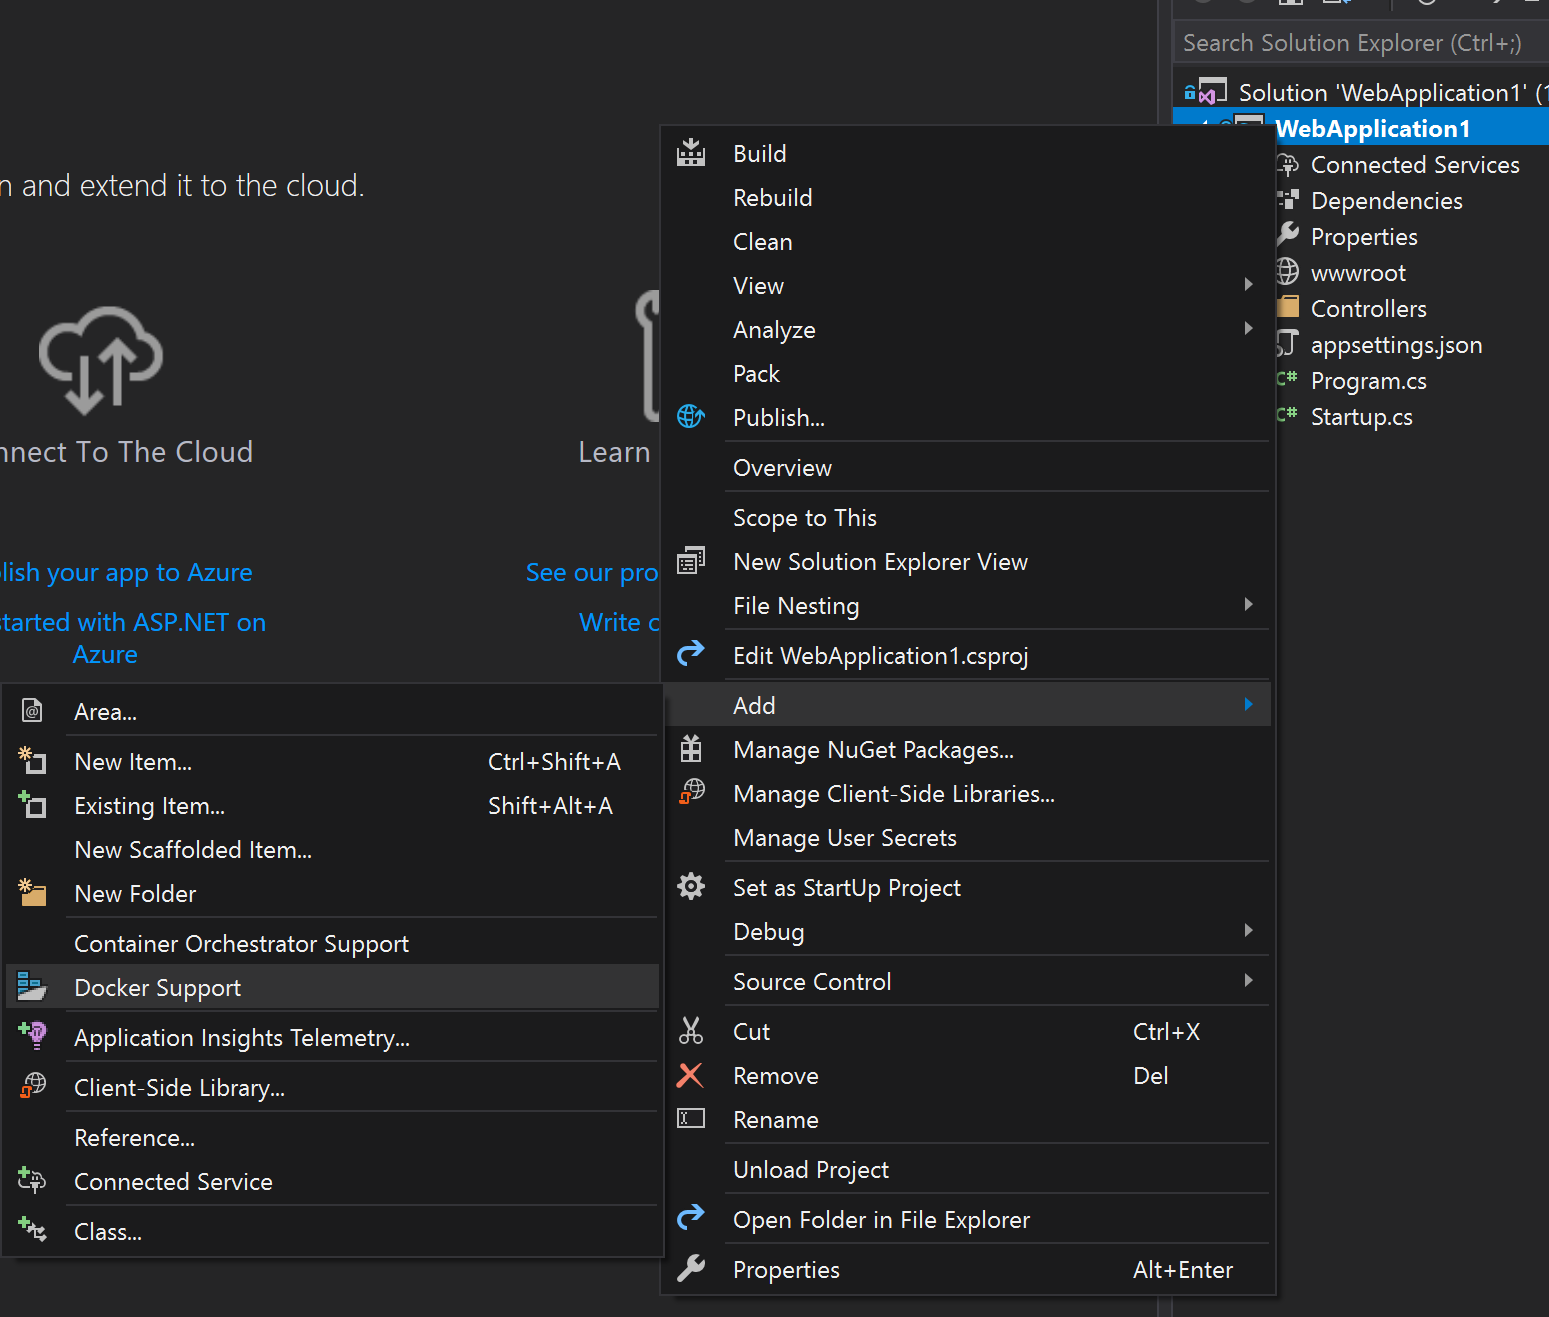 Search Solution Explorer (Ctrl+;)
Solution 'WebApplication1' (1
WebApplication1
Connected Services
Dependencies
Properties
wwwroot
Controllers
appsettings.json
C# Program.cs
C# Startup.cs
and extend it to the cloud.
To The Cloud
Learn
your app to Azure
with ASP.NET on
Azure
See our
Write
Build
Rebuild
Clean
View
Analyze
Pack
Publish...
Overview
Scope to This
New Solution Explorer View
File Nesting
Edit WebApplication1.csproj
Add
Manage NuGet Packages...
Manage Client-Side Libraries...
Manage User Secrets
Set as StartUp Project
Debug
Source Control
Cut Ctrl+X
Remove Del
Rename
Unload Project
Open Folder in File Explorer
Properties Alt+Enter
Area...
New Item... Ctrl+Shift+A
Existing Item... Shift+Alt+A
New Scaffolded Item...
New Folder
Container Orchestrator Support
Docker Support
Application Insights Telemetry...
Client-Side Library...
Reference...
Connected Service
Class...